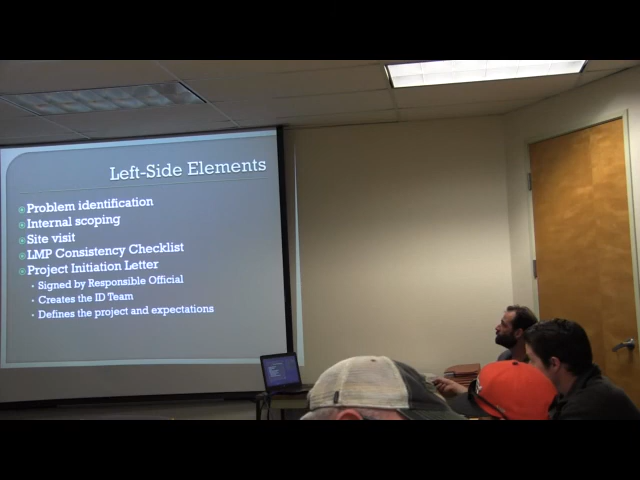 Left-Side Elements
Problem identification
Internal scoping
Site visit
LMP Consistency Checklist
Project Initiation Letter
Signed by Responsible Official
Creates the ID Team
Defines the project and expectations